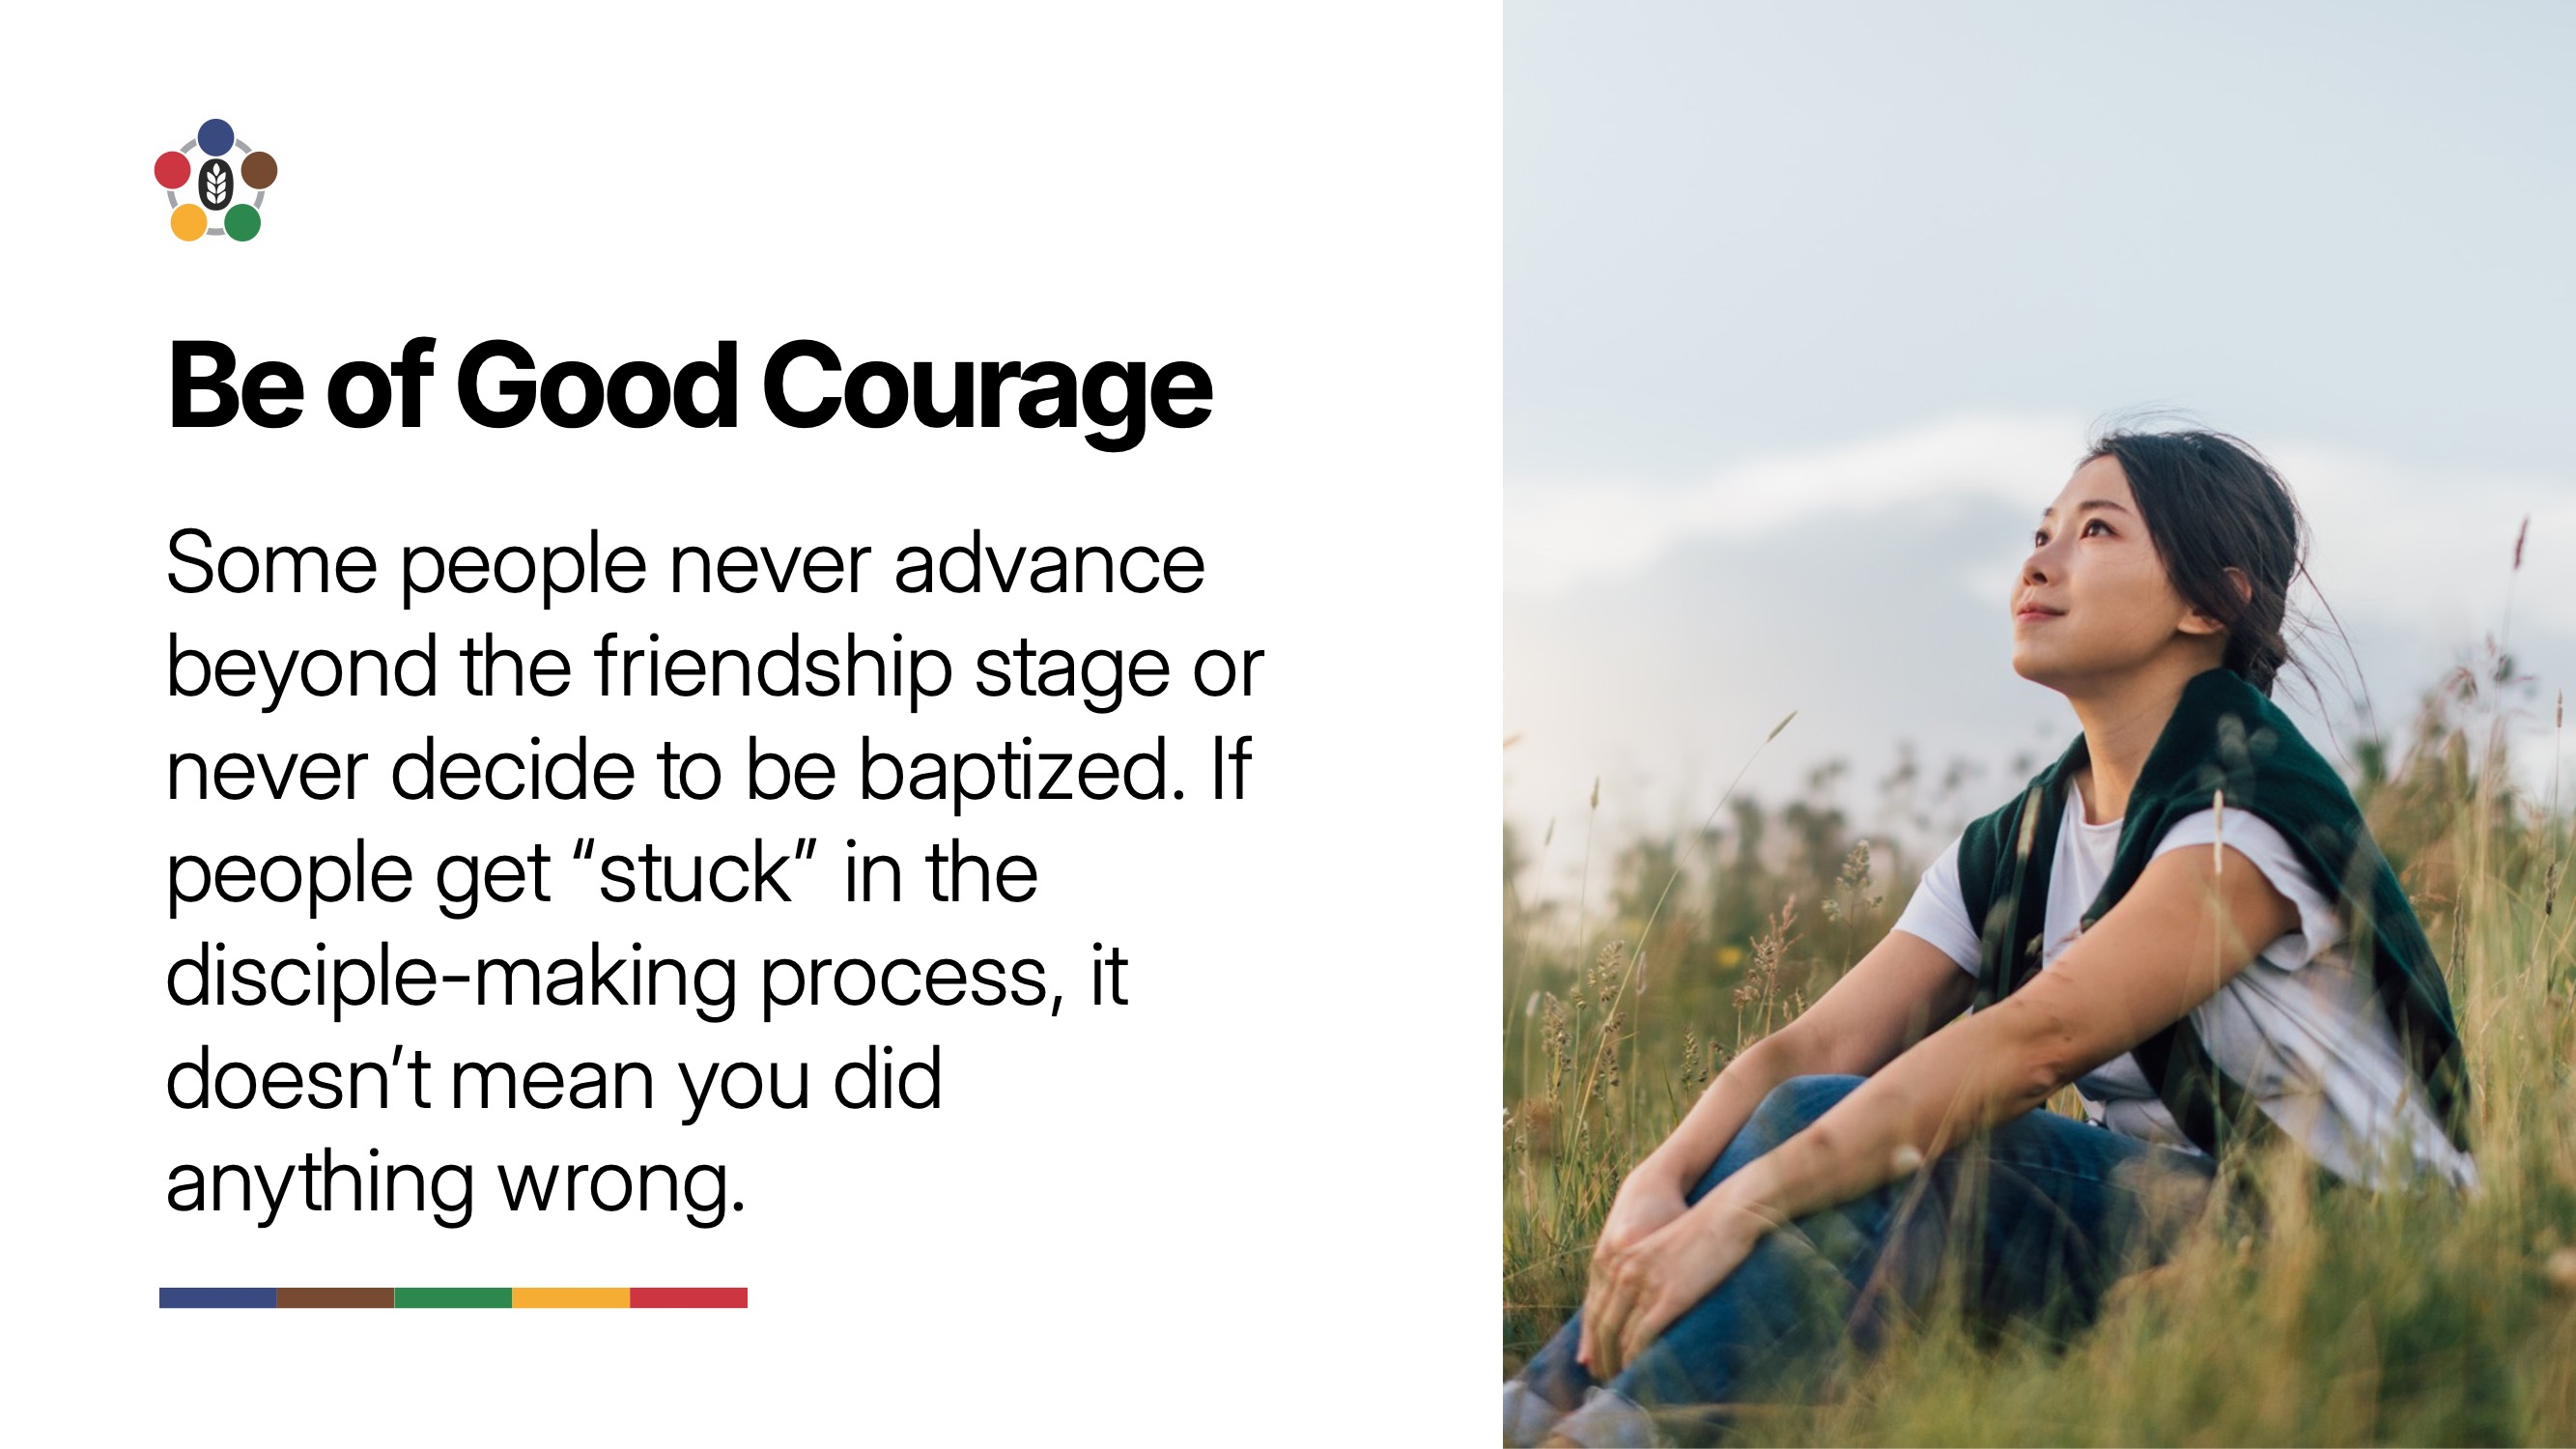 Be of Good Courage
Some people never advance
beyond the friendship stage or
never decide to be baptized. If
people get “stuck” in the
disciple-making process, it
doesn’t mean you did
anything wrong.